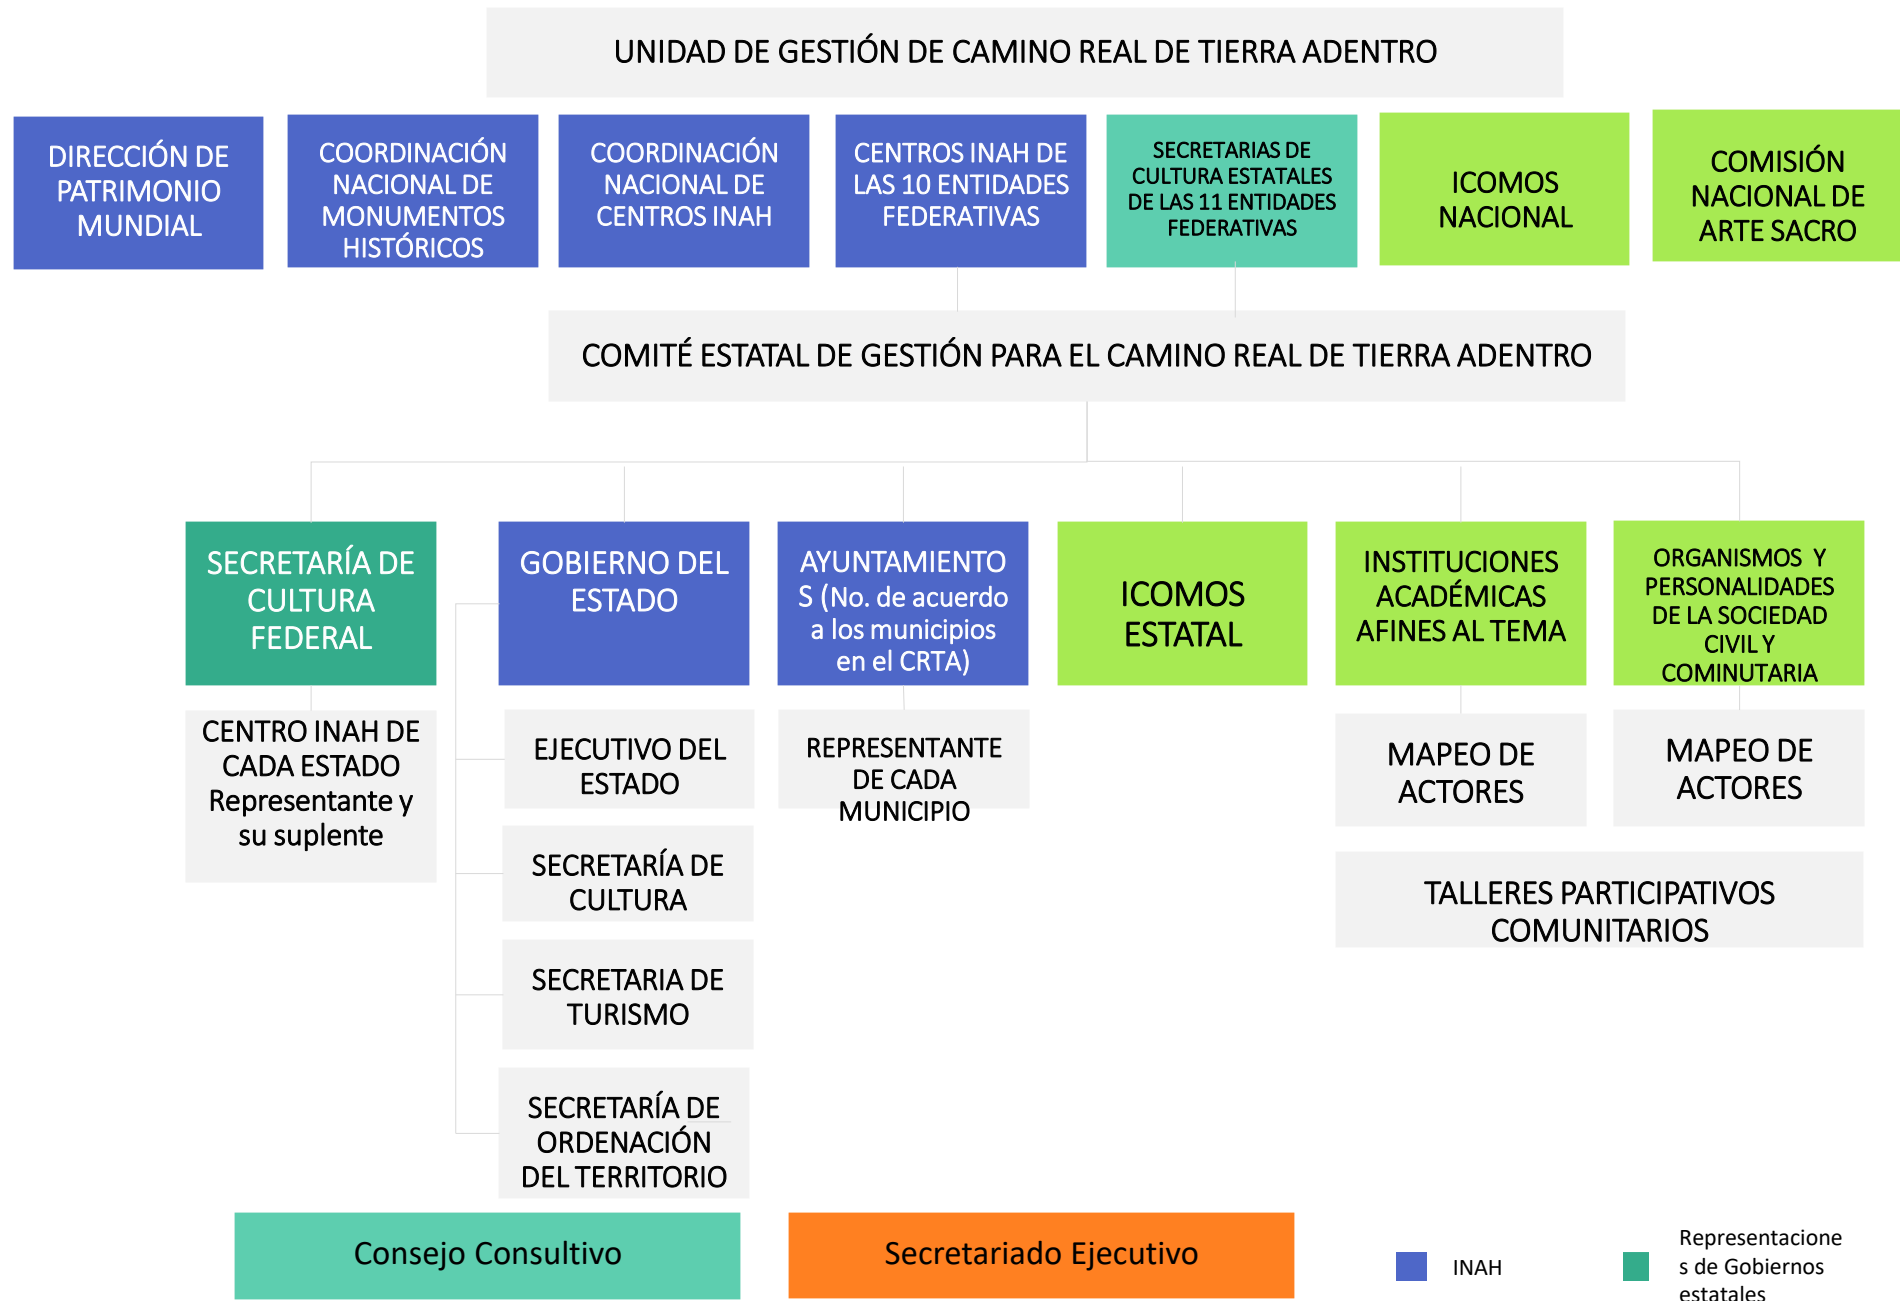 UNIDAD DE GESTIÓN DE CAMINO REAL DE TIERRA ADENTRO
DIRECCIÓN DE
PATRIMONIO
MUNDIAL
COORDINACIÓN
NACIONAL DE
MONUMENTOS
HISTÓRICOS
COORDINACIÓN
NACIONAL DE
CENTROS INAH
CENTROS INAH DE
LAS 10 ENTIDADES
FEDERATIVAS
SECRETARIAS DE
CULTURA ESTATALES
DE LAS 11 ENTIDADES
FEDERATIVAS
ICOMOS
NACIONAL
COMISIÓN
NACIONAL DE
ARTE SACRO
COMITÉ ESTATAL DE GESTIÓN PARA EL CAMINO REAL DE TIERRA ADENTRO
SECRETARÍA DE
CULTURA
FEDERAL
GOBIERNO DEL
ESTADO
AYUNTAMIENTO
S (No. de acuerdo
a los municipios
en el CRTA)
ICOMOS
ESTATAL
INSTITUCIONES
ACADÉMICAS
AFINES AL TEMA
ORGANISMOS Y
PERSONALIDADES
DE LA SOCIEDAD
CIVIL Y
COMINUTARIA
CENTRO INAH DE
CADA ESTADO
Representante y
su suplente
EJECUTIVO DEL
ESTADO
SECRETARÍA DE
CULTURA
SECRETARIA DE
TURISMO
SECRETARÍA DE
ORDENACIÓN
DEL TERRITORIO
REPRESENTANTE
DE CADA
MUNICIPIO
MAPEO DE
ACTORES
MAPEO DE
ACTORES
TALLERES PARTICIPATIVOS
COMUNITARIOS
Consejo Consultivo
Secretariado Ejecutivo
INAH
Representacione
s de Gobiernos
estatales